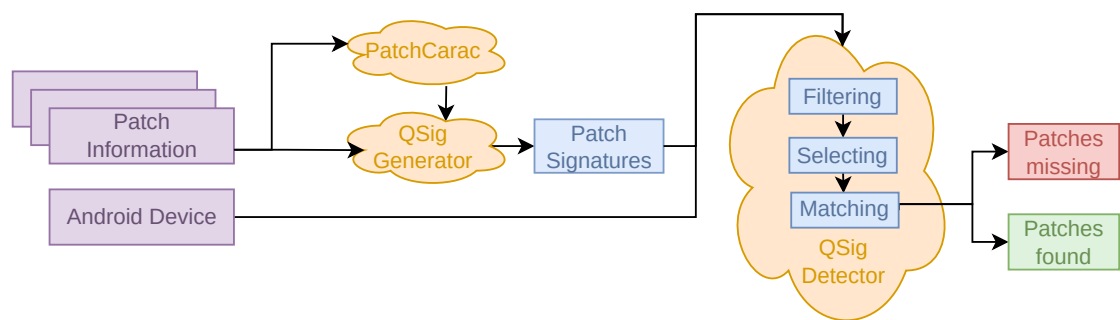 PatchCarac
Patch
Information
QSig
Generator
Patch
Signatures
Android Device
Filtering
Selecting
Matching
QSig
Detector
Patches
missing
Patches
found